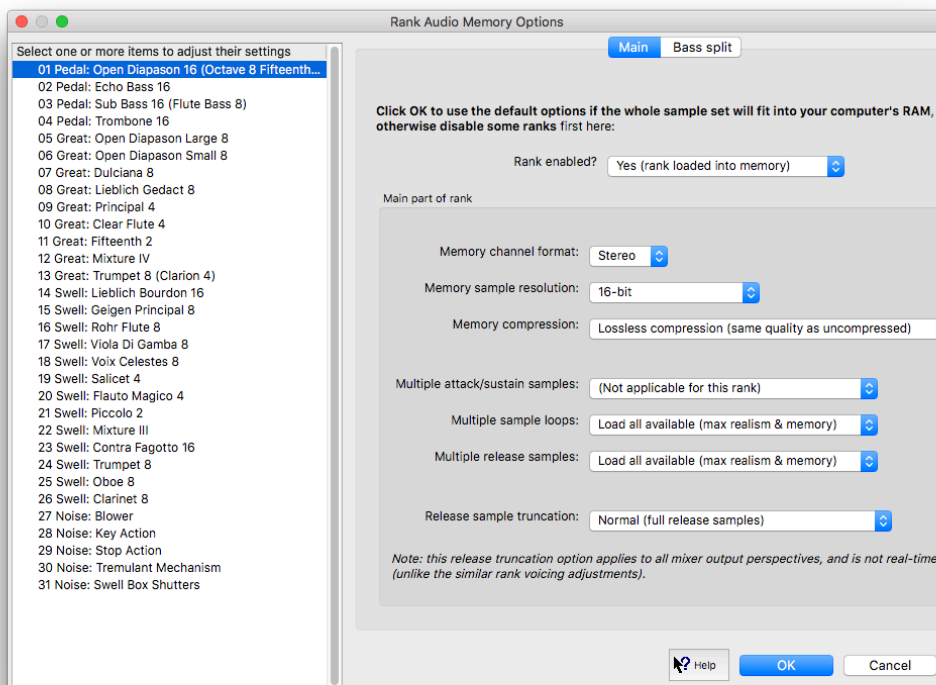 Rank Audio Memory Options
Select one or more items to adjust their settings
01 Pedal: Open Diapason 16 (Octave 8 Fifteenth...
02 Pedal: Echo Bass 16
03 Pedal: Sub Bass 16 (Flute Bass 8)
04 Pedal: Trombone 16
05 Great: Open Diapason Large 8
06 Great: Open Diapason Small 8
07 Great: Dulciana 8
08 Great: Lieblich Gedact 8
09 Great: Principal 4
10 Great: Clear Flute 4
11 Great: Fifteenth 2
12 Great: Mixture IV
13 Great: Trumpet 8 (Clarion 4)
14 Swell: Lieblich Bourdon 16
15 Swell: Geigen Principal 8
16 Swell: Rohr Flute 8
17 Swell: Viola Di Gamba 8
18 Swell: Voix Celestes 8
19 Swell: Salicet 4
20 Swell: Flauto Magico 4
21 Swell: Piccolo 2
22 Swell: Mixture III
23 Swell: Contra Fagotto 16
24 Swell: Trumpet 8
25 Swell: Oboe 8
26 Swell: Clarinet 8
27 Noise: Blower
28 Noise: Key Action
29 Noise: Stop Action
30 Noise: Tremulant Mechanism
31 Noise: Swell Box Shutters
Main Bass split
Click OK to use the default options if the whole sample set will fit into your computer's RAM,
otherwise disable some ranks first here:
Rank enabled? Yes (rank loaded into memory)
Main part of rank
Memory channel format: Stereo
Memory sample resolution: 16-bit
Memory compression: Lossless compression (same quality as uncompressed)
Multiple attack/sustain samples: (Not applicable for this rank)
Multiple sample loops: Load all available (max realism & memory)
Multiple release samples: Load all available (max realism & memory)
Release sample truncation: Normal (full release samples)
Note: this release truncation option applies to all mixer output perspectives, and is not real-time
(unlike the similar rank voicing adjustments).
Help OK Cancel